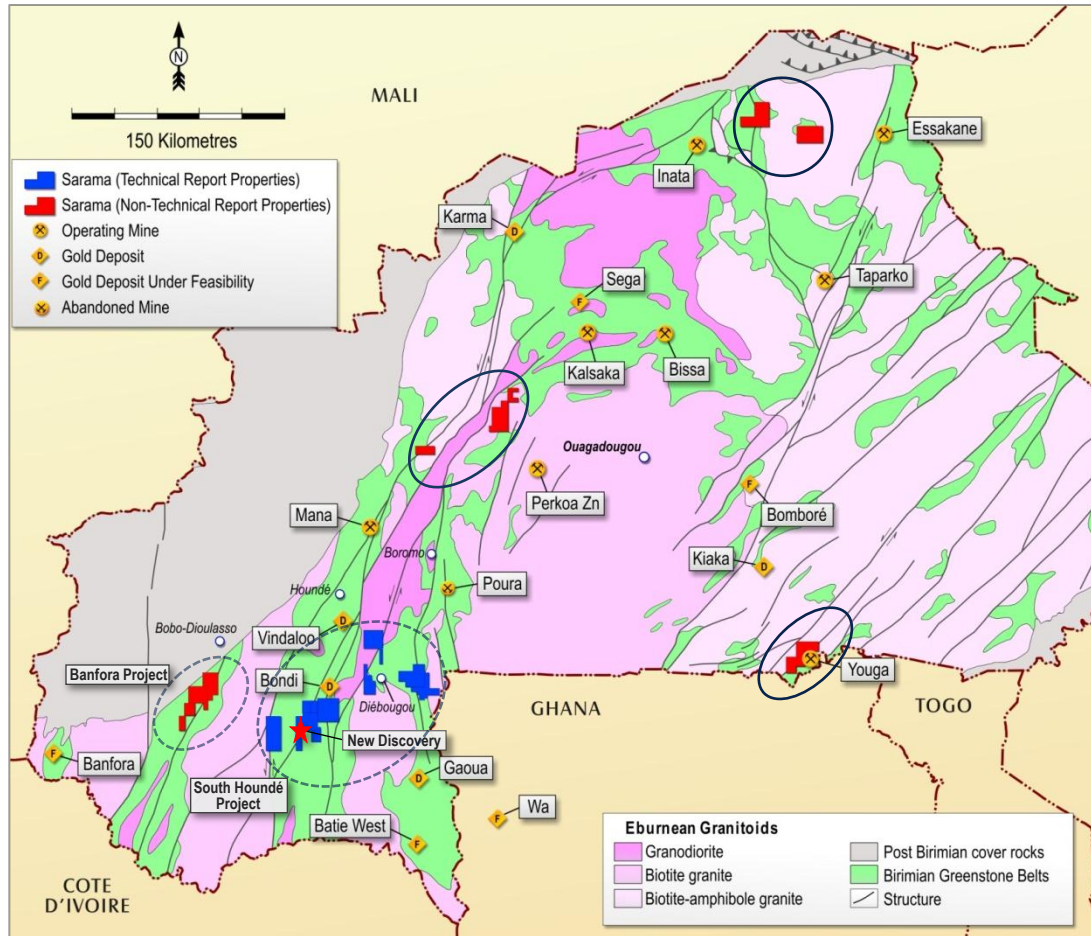 N
MALI
150 Kilometres
Sarama (Technical Report Properties)
Sarama (Non-Technical Report Properties)
Operating Mine
D
Gold Deposit
F
Gold Deposit Under Feasibility
Abandoned Mine
Essakane
Inata
Karma
D
Taparko
Sega
F
Kalsaka
Bissa
Ouagadougou
Perkoa Zn
F
Bomboré
Mana
Boromo
Kiaka
D
Houndé
Poura
Bobo-Dioulasso
Vindaloo
D
Banfora Project
Bondi
D
Diébougou
Youga
GHANA
TOGO
New Discovery
F
Banfora
South Houndé
Project
D
Gaoua
Wa
F
Batie West
F
COTE
D'IVOIRE
Eburnean Granitoids
Granodiorite
Biotite granite
Biotite-amphibole granite
Post Birimian cover rocks
Birimian Greenstone Belts
Structure